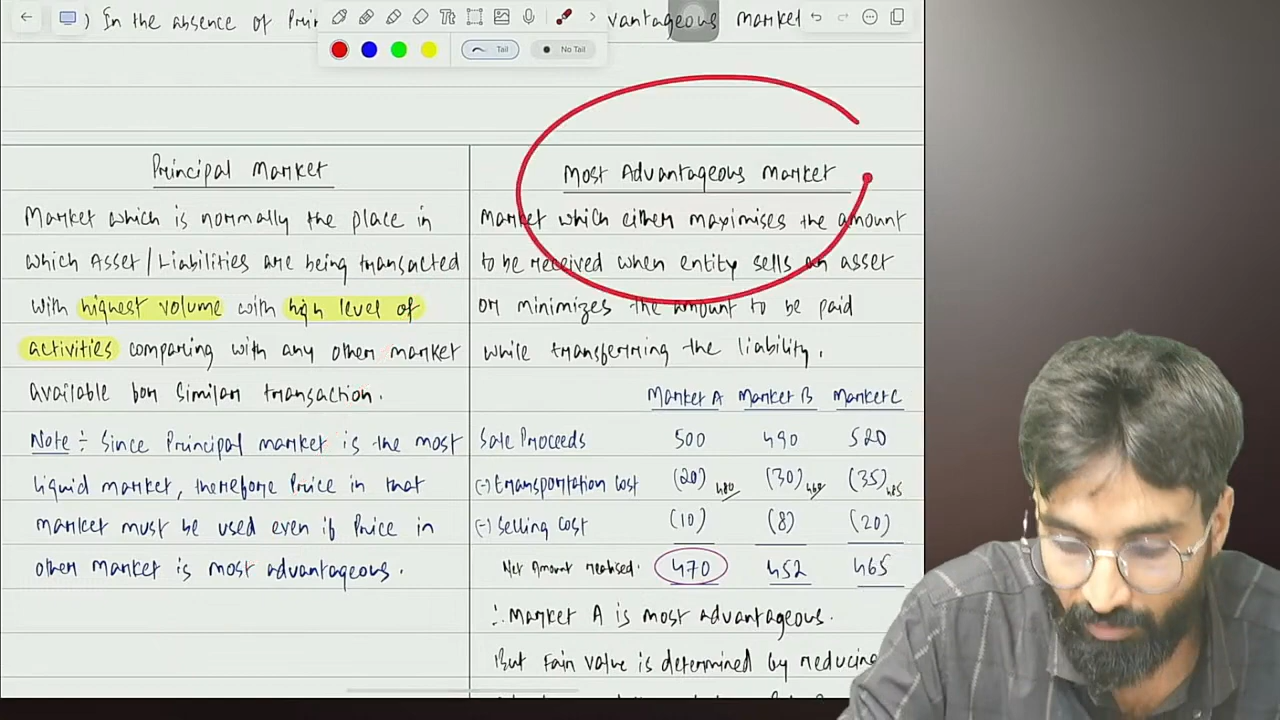 ) In the absence of Prin vantageous market
Tail
No Tail
Principal Market
Market which is normally the place in
which Asset/Liabilities are being transacted
with highest volume with high level of
activities comparing with any other market
available for similar transaction.
Note :- Since Principal market is the most
liquid market, therefore Price in that
market must be used even if Price in
other market is most advantageous.
Most Advantageous market
Market which either maximises the amount
to be received when entity sells an asset
or minimizes the amount to be paid
while transferring the liability.
Market A Market B Market C
Sale Proceeds 500 490 520
(-) Transportation cost (20) 480 (30) 460 (35) 485
(-) Selling cost (10) (8) (20)
Net Amount realised. 470 452 465
∴ Market A is most advantageous.
But Fair value is determined by reducing